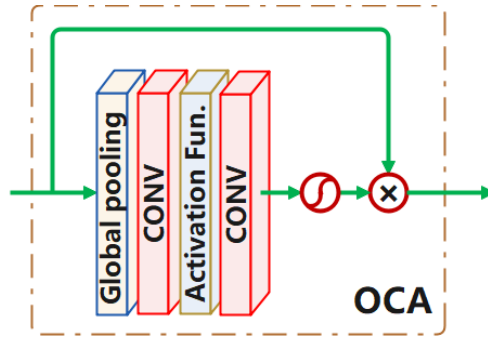 Global pooling
CONV
Activation Fun.
CONV
×
OCA